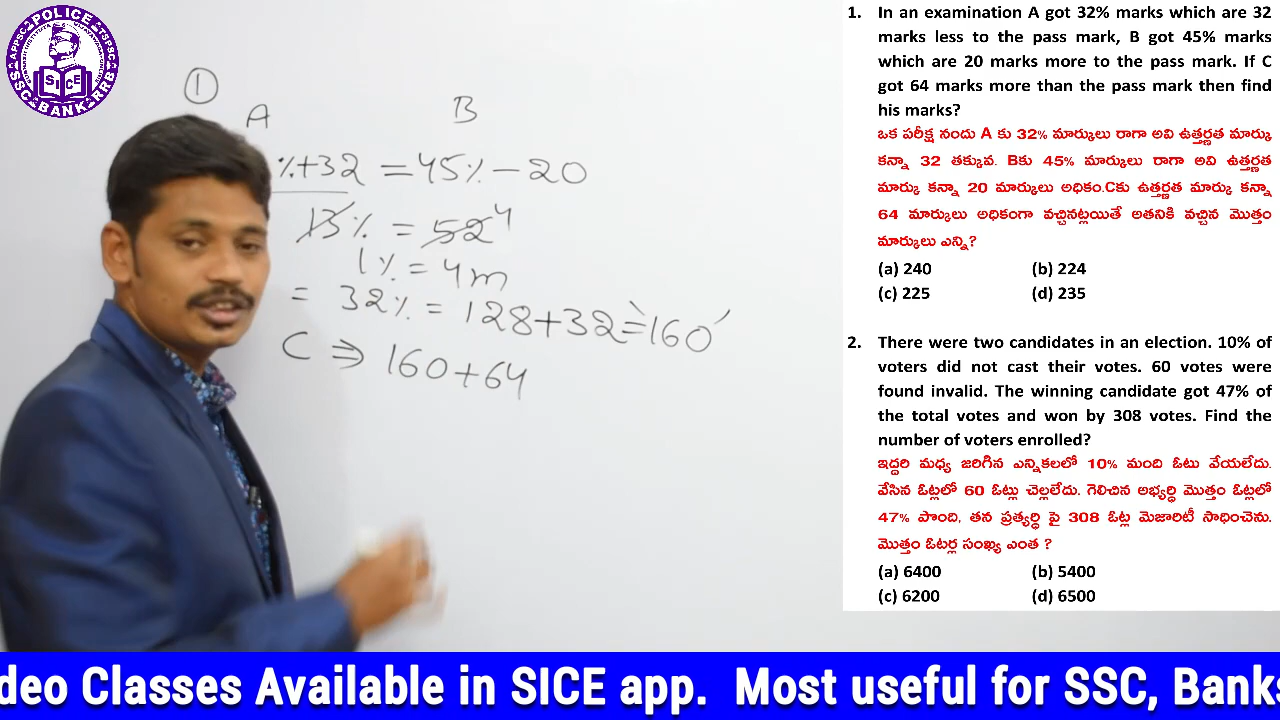 POLICE
APPSC
TSPSC
SICE
SSC
BANK
RRB
①
A B
%+32 = 45% - 20
13% = 52 4
1% = 4m
= 32% = 128+32 = 160
C ⇒ 160+64
1. In an examination A got 32% marks which are 32
marks less to the pass mark, B got 45% marks
which are 20 marks more to the pass mark. If C
got 64 marks more than the pass mark then find
his marks?
ఒక పరీక్ష నందు A కు 32% మార్కులు రాగా అవి ఉత్తీర్ణత మార్కు
కన్నా 32 తక్కువ. Bకు 45% మార్కులు రాగా అవి ఉత్తీర్ణత
మార్కు కన్నా 20 మార్కులు అధికం.Cకు ఉత్తీర్ణత మార్కు కన్నా
64 మార్కులు అధికంగా వచ్చినట్లయితే అతనికి వచ్చిన మొత్తం
మార్కులు ఎన్ని?
(a) 240 (b) 224
(c) 225 (d) 235
2. There were two candidates in an election. 10% of
voters did not cast their votes. 60 votes were
found invalid. The winning candidate got 47% of
the total votes and won by 308 votes. Find the
number of voters enrolled?
ఇద్దరి మధ్య జరిగిన ఎన్నికలలో 10% మంది ఓటు వేయలేదు.
వేసిన ఓట్లలో 60 ఓట్లు చెల్లలేదు. గెలిచిన అభ్యర్ధి మొత్తం ఓట్లలో
47% పొంది, తన ప్రత్యర్ధి పై 308 ఓట్ల మెజారిటీ సాధించెను.
మొత్తం ఓటర్ల సంఖ్య ఎంత ?
(a) 6400 (b) 5400
(c) 6200 (d) 6500
deo Classes Available in SICE app. Most useful for SSC, Banks